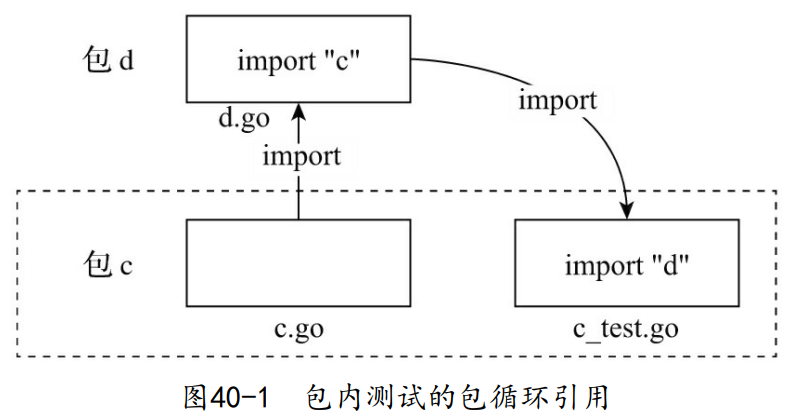 包 d
import "c"
d.go
import
import
包 c
import "d"
c.go
c_test.go
图40-1 包内测试的包循环引用